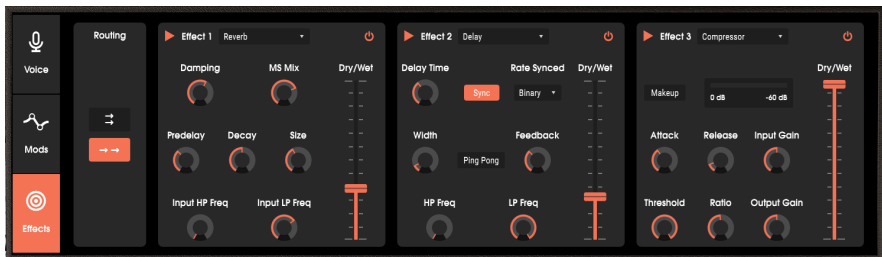 Voice
Mods
Effects
Routing
Effect 1 Reverb
Damping MS Mix Dry/Wet
Predelay Decay Size
Input HP Freq Input LP Freq
Effect 2 Delay
Delay Time Rate Synced Dry/Wet
Sync Binary
Width Feedback
Ping Pong
HP Freq LP Freq
Effect 3 Compressor
Dry/Wet
Makeup 0 dB -60 dB
Attack Release Input Gain
Threshold Ratio Output Gain